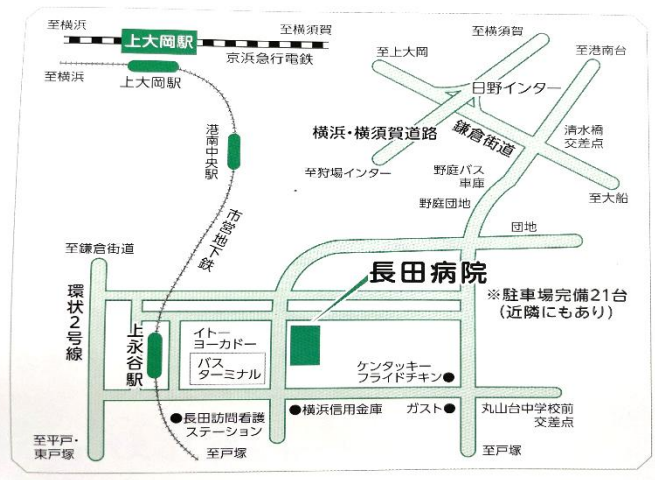 至横浜
上大岡駅
至横須賀
京浜急行電鉄
至横浜
上大岡駅
港南中央駅
市営地下鉄
至横須賀
至港南台
至上大岡
日野インター
横浜・横須賀道路
鎌倉街道
清水橋
交差点
至狩場インター
野庭バス
車庫
野庭団地
至大船
団地
至鎌倉街道
長田病院
環状2号線
※駐車場完備21台
(近隣にもあり)
上永谷駅
イトー
ヨーカドー
バス
ターミナル
ケンタッキー
フライドチキン
長田訪問看護
ステーション
横浜信用金庫
ガスト
丸山台中学校前
交差点
至平戸・
東戸塚
至戸塚
至戸塚